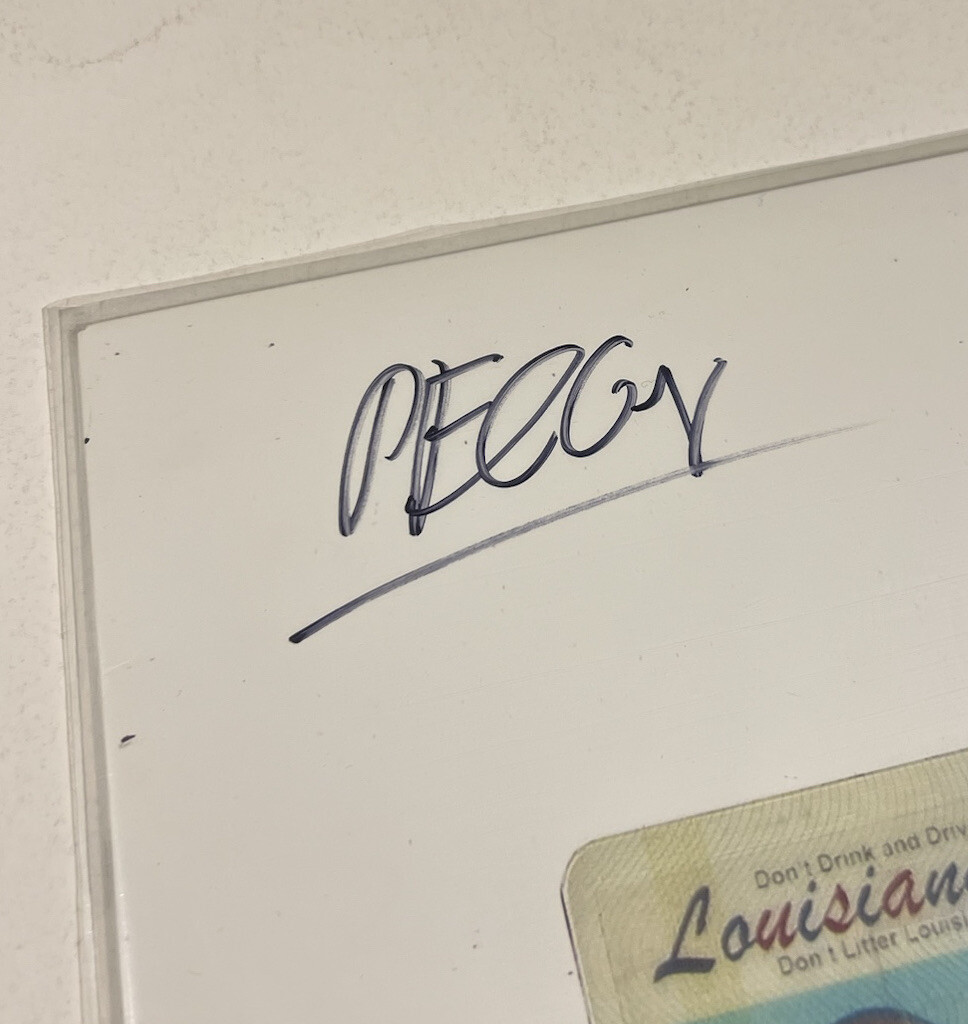 PEGGY
Don't Drink and Driv
Louisian
Don't Litter Louisi